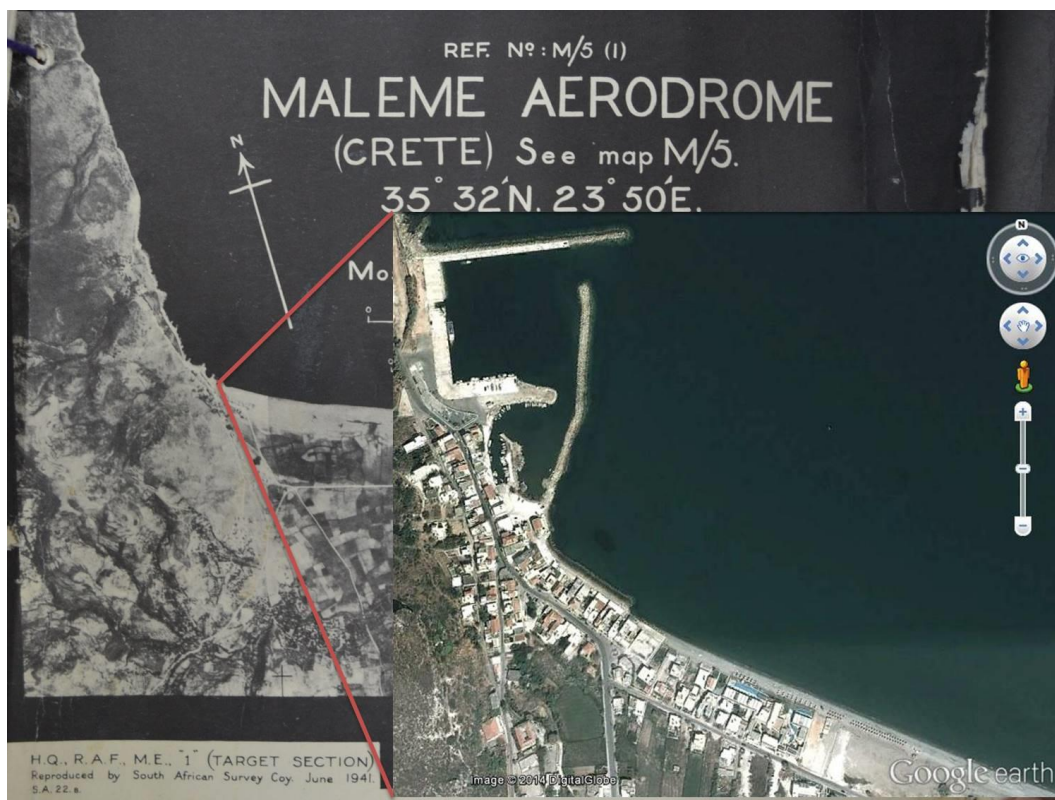 REF. Nº: M/5 (1)
MALEME AERODROME
(CRETE) See map M/5.
35° 32'N. 23° 50'E.
N
Mo
N
H.Q., R.A.F., M.E., "1" (TARGET SECTION)
Reproduced by South African Survey Coy. June 1941.
S.A. 22. a.
Image © 2014 DigitalGlobe
Google earth